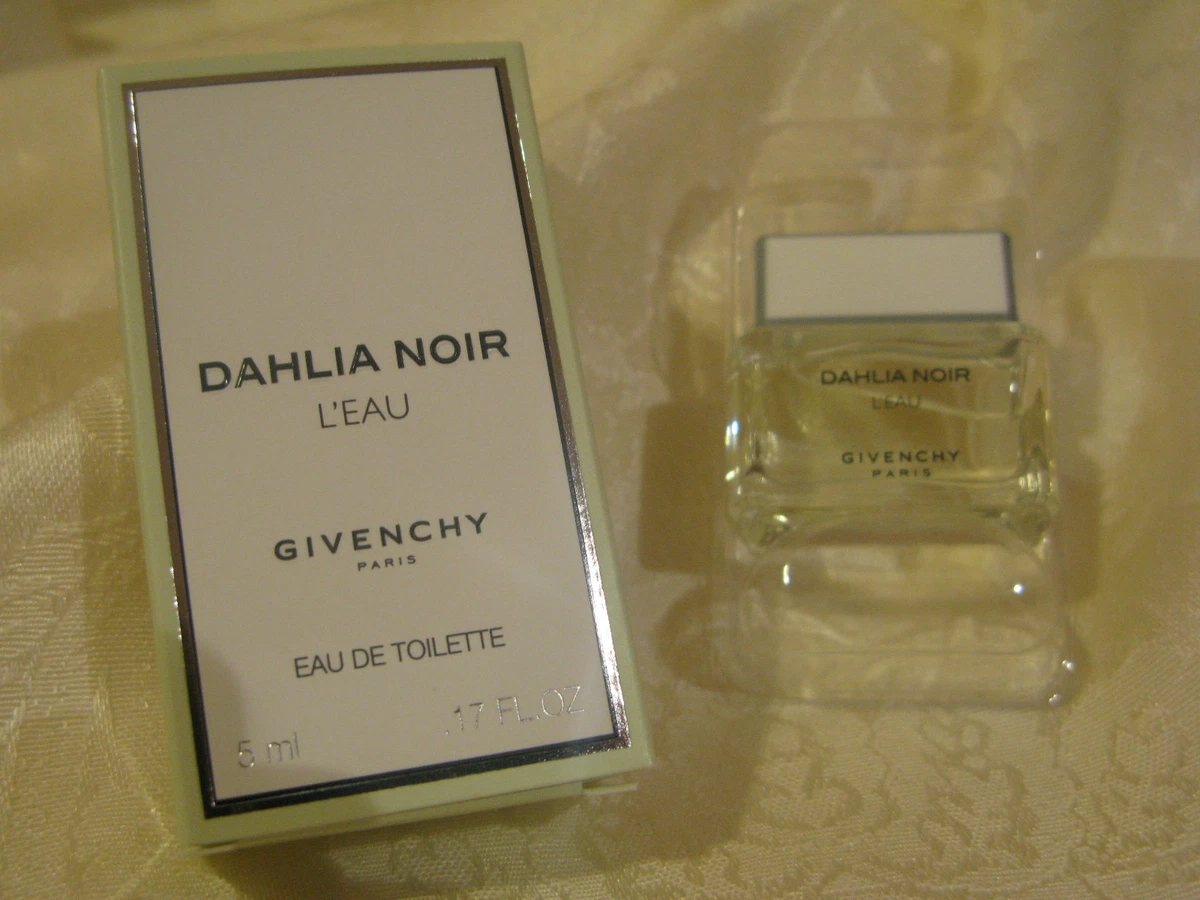 DAHLIA NOIR
L'EAU
GIVENCHY
PARIS
EAU DE TOILETTE
5 ml .17 FL.OZ
DAHLIA NOIR
L'EAU
GIVENCHY
PARIS